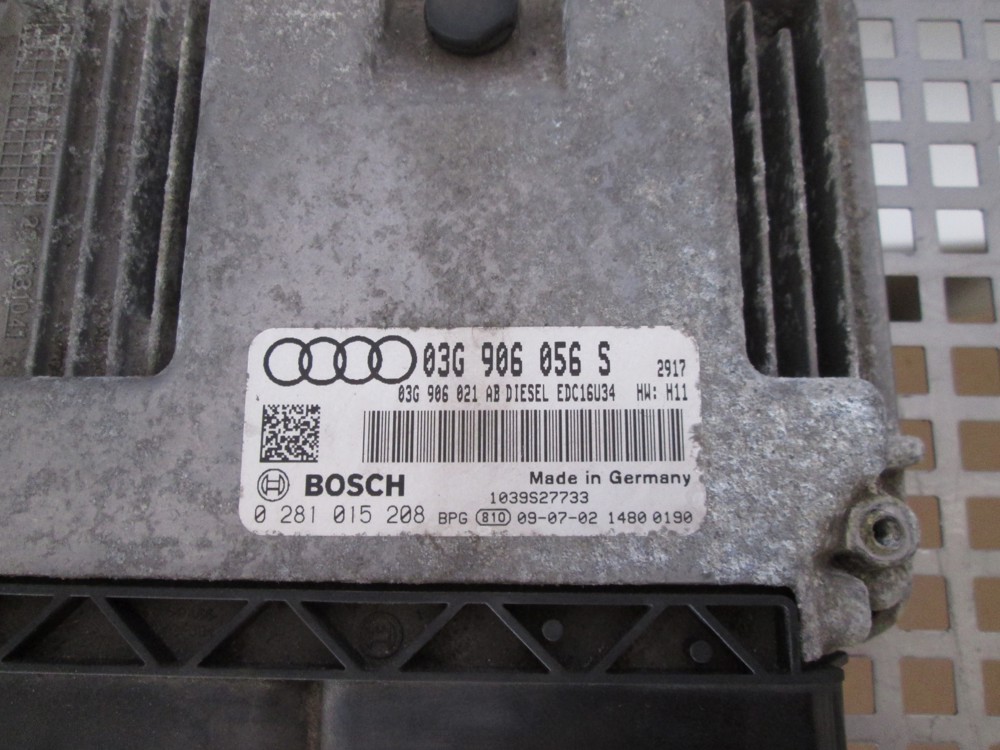 03G 906 056 S 2917
03G 906 021 AB DIESEL EDC16U34 HW: H11
Made in Germany
BOSCH
1039S27733
0 281 015 208 BPG 810 09-07-02 1480 0190